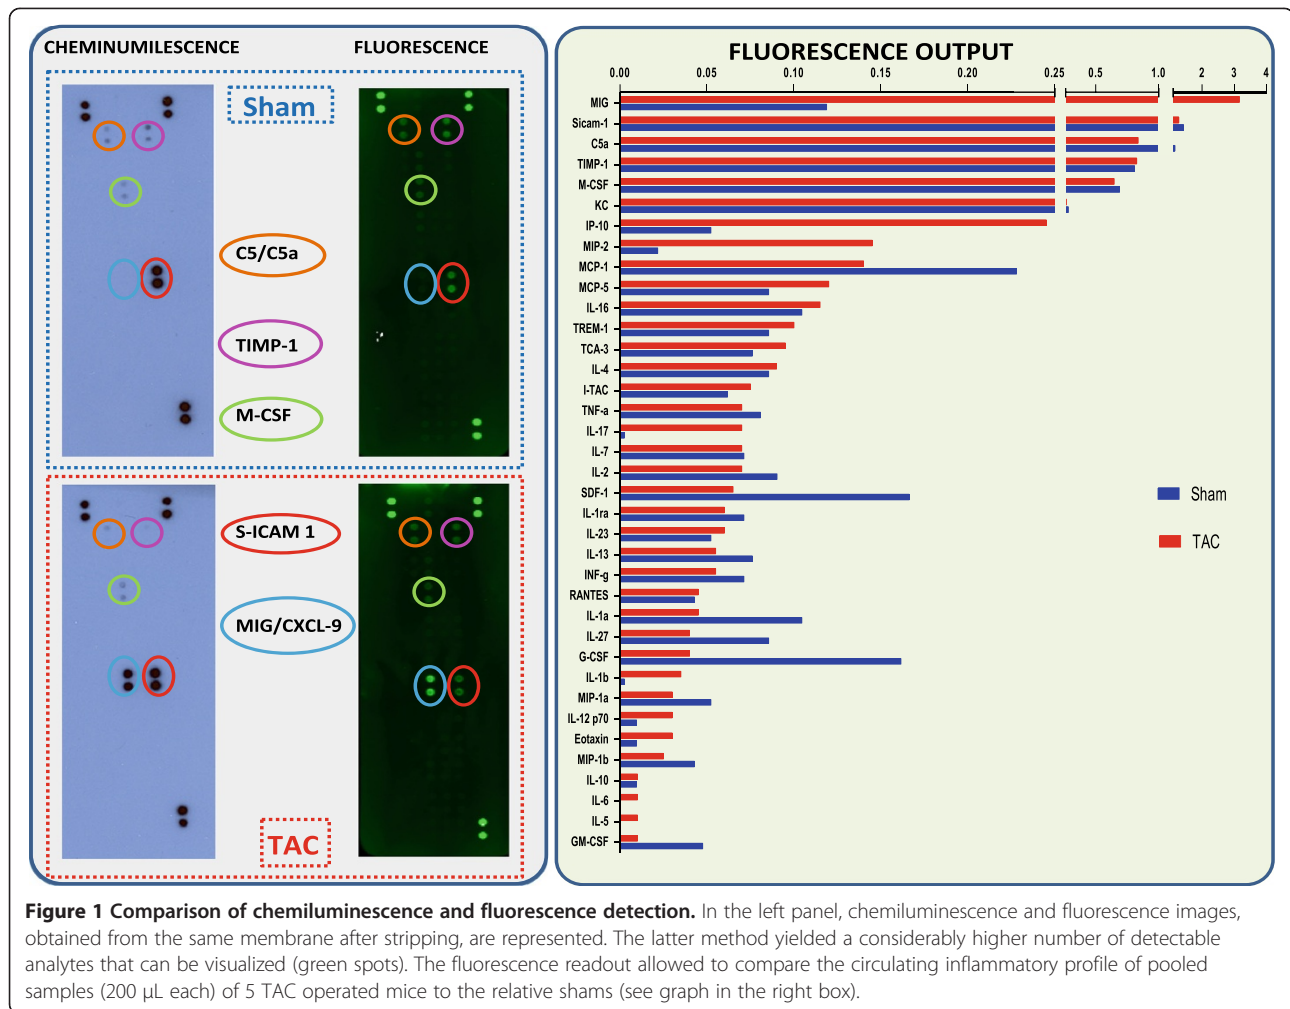 CHEMINUMILESCENCE
FLUORESCENCE
Sham
C5/C5a
TIMP-1
M-CSF
S-ICAM 1
MIG/CXCL-9
TAC
FLUORESCENCE OUTPUT
0.00 0.05 0.10 0.15 0.20 0.25 0.5 1.0 2 3 4
MIG
Sicam-1
C5a
TIMP-1
M-CSF
KC
IP-10
MIP-2
MCP-1
MCP-5
IL-16
TREM-1
TCA-3
IL-4
I-TAC
TNF-a
IL-17
IL-7
IL-2
SDF-1
IL-1ra
IL-23
IL-13
INF-g
RANTES
IL-1a
IL-27
G-CSF
IL-1b
MIP-1a
IL-12 p70
Eotaxin
MIP-1b
IL-10
IL-6
IL-5
GM-CSF
Sham
TAC
Figure 1 Comparison of chemiluminescence and fluorescence detection. In the left panel, chemiluminescence and fluorescence images,
obtained from the same membrane after stripping, are represented. The latter method yielded a considerably higher number of detectable
analytes that can be visualized (green spots). The fluorescence readout allowed to compare the circulating inflammatory profile of pooled
samples (200 μL each) of 5 TAC operated mice to the relative shams (see graph in the right box).